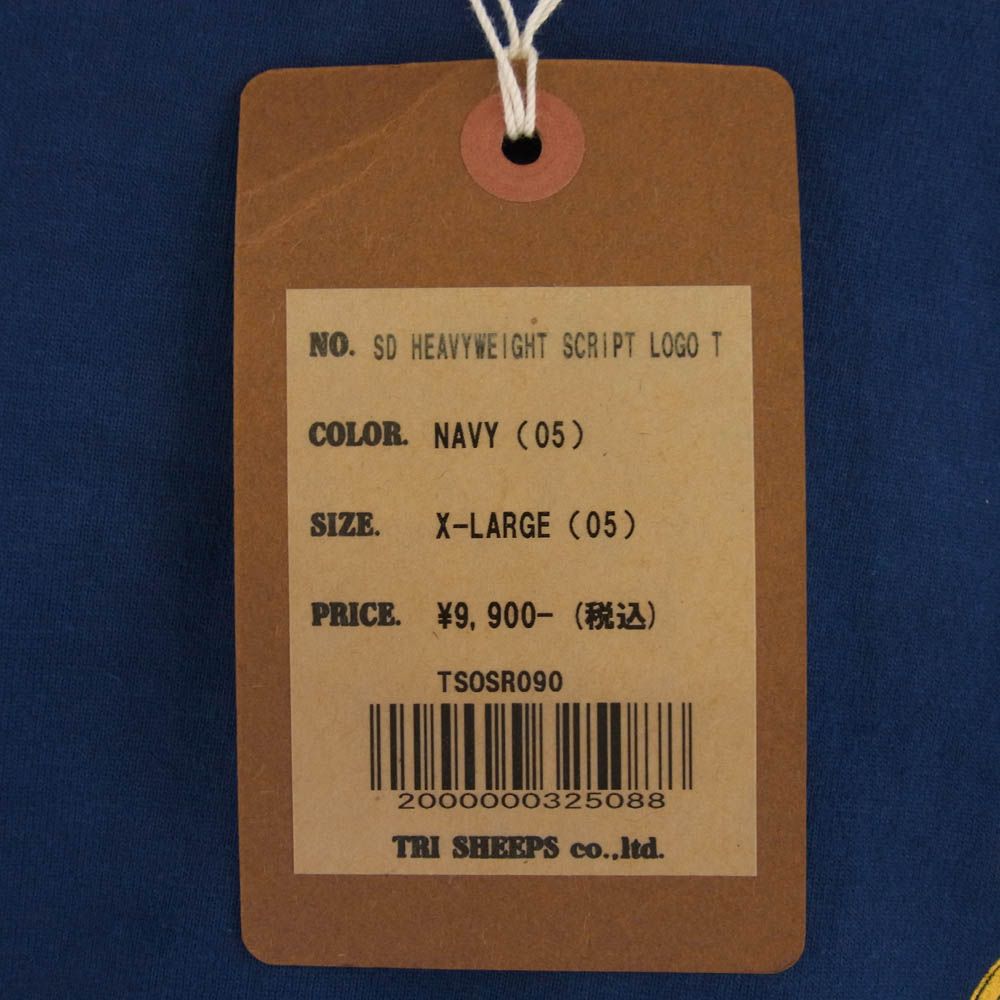 NO. SD HEAVYWEIGHT SCRIPT LOGO T
COLOR. NAVY (05)
SIZE. X-LARGE (05)
PRICE. ¥9,900- (税込)
TSOSR090
2000000325088
TRI SHEEPS co.,ltd.